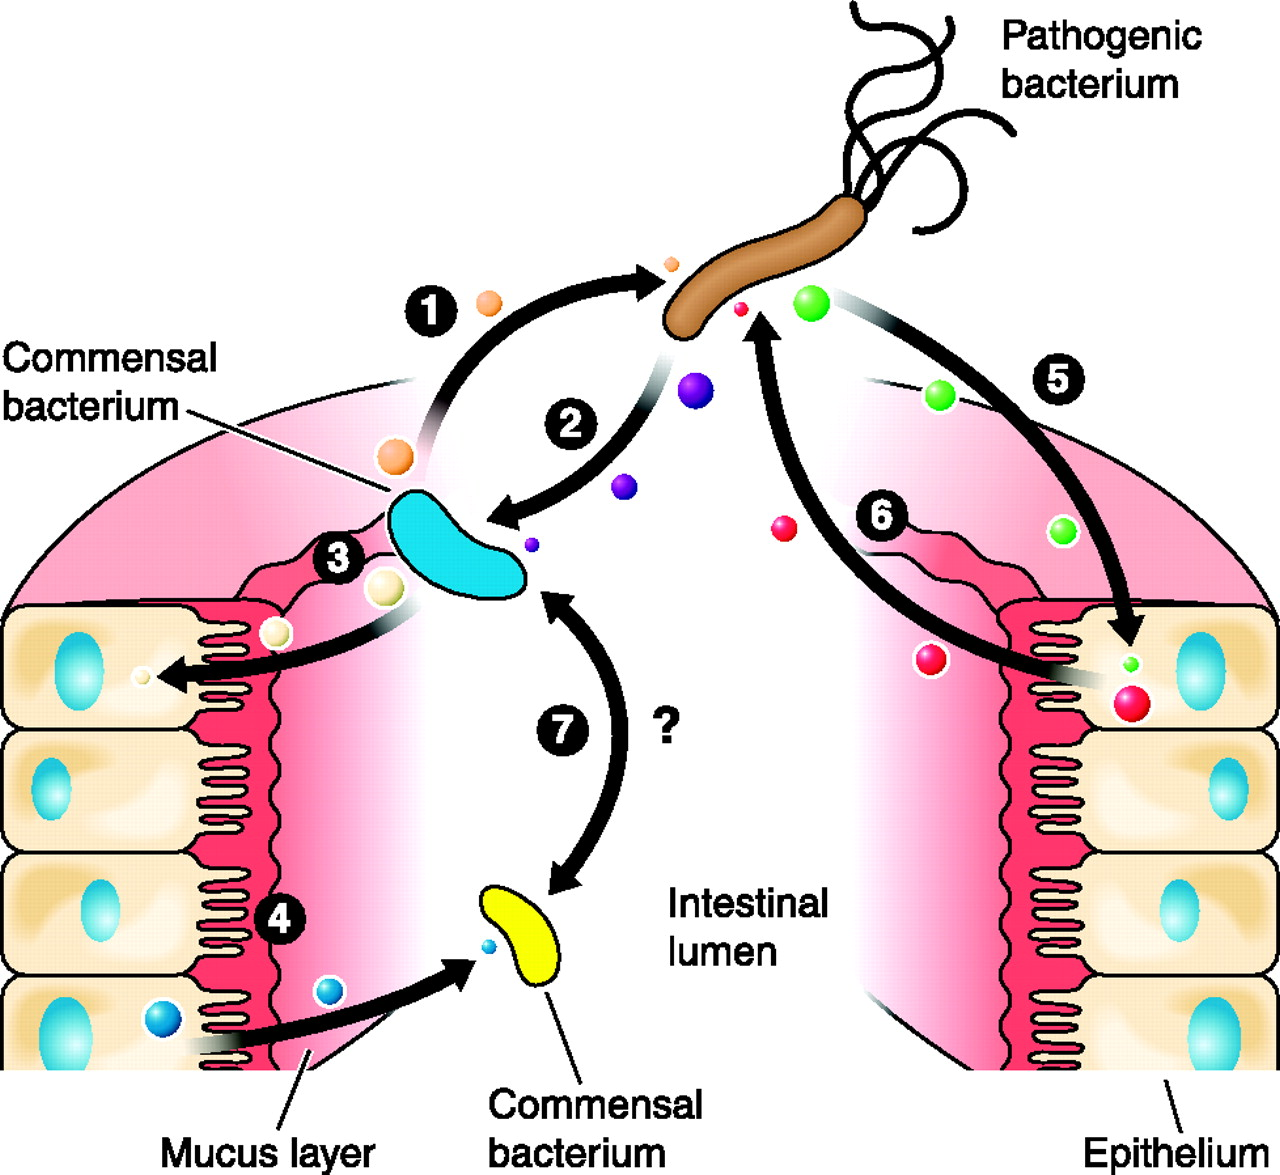 Pathogenic
bacterium
1
Commensal
bacterium
2
5
6
3
7 ?
4
Intestinal
lumen
Commensal
bacterium
Mucus layer
Epithelium